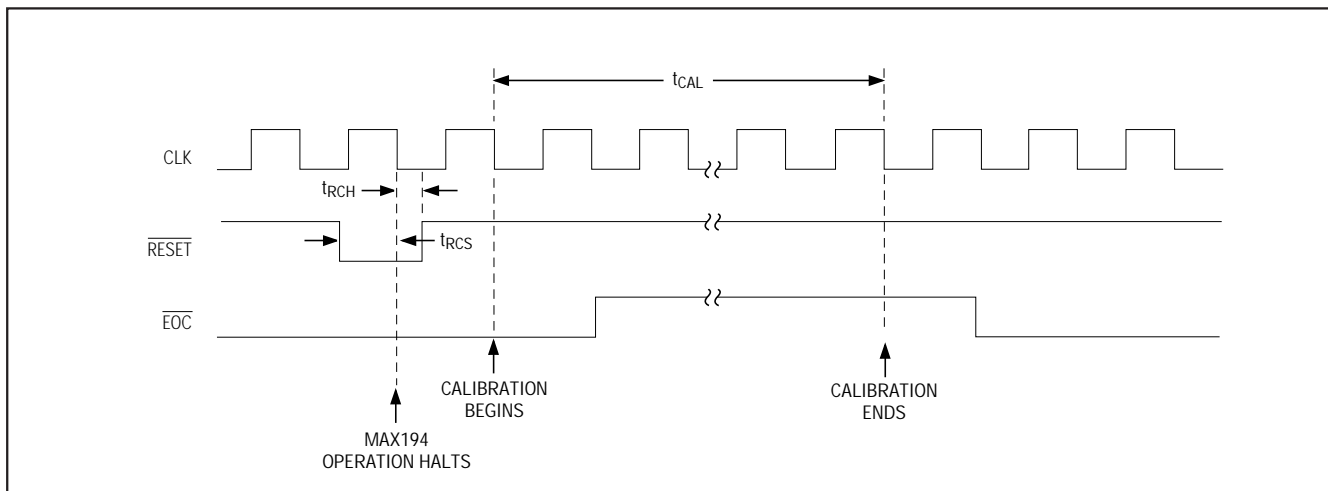 tCAL
CLK
tRCH
RESET
tRCS
EOC
CALIBRATION
BEGINS
CALIBRATION
ENDS
MAX194
OPERATION HALTS